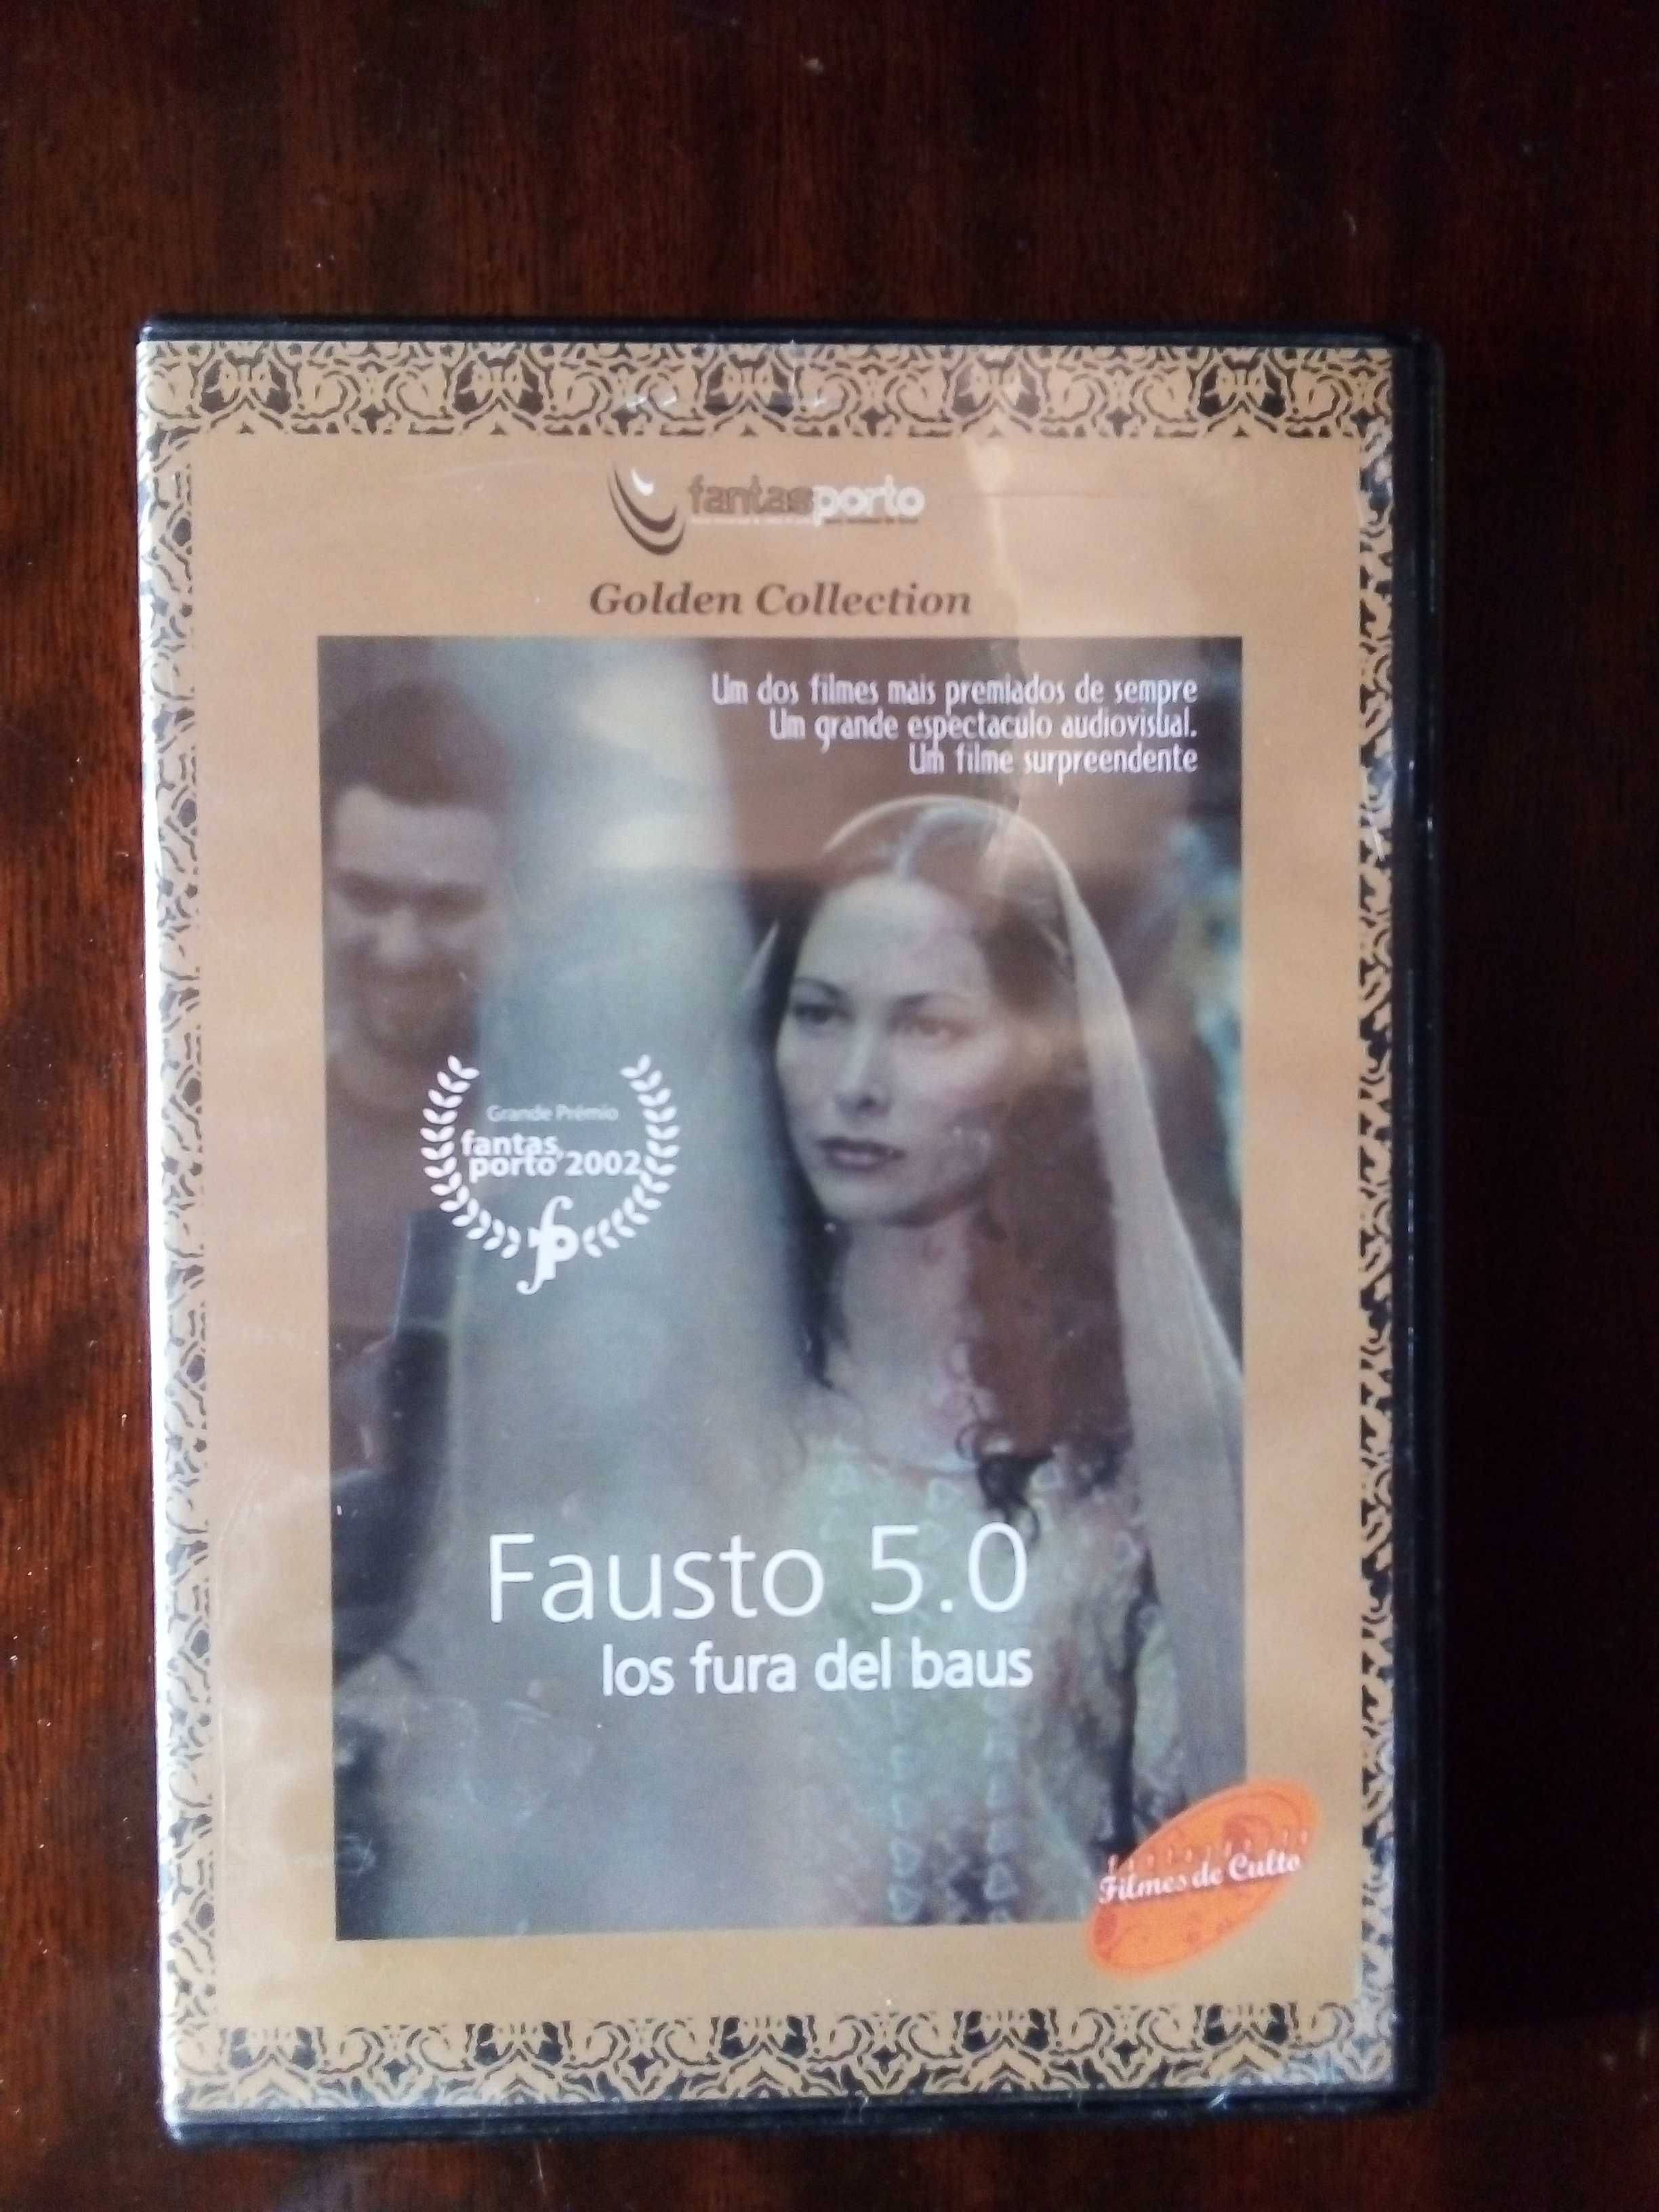 fantasporto
Golden Collection
Um dos filmes mais premiados de sempre
Um grande espectaculo audiovisual.
Um filme surpreendente
Grande Prémio
fantas
porto'2002
fp
Fausto 5.0
los fura del baus
Filmes de Culto